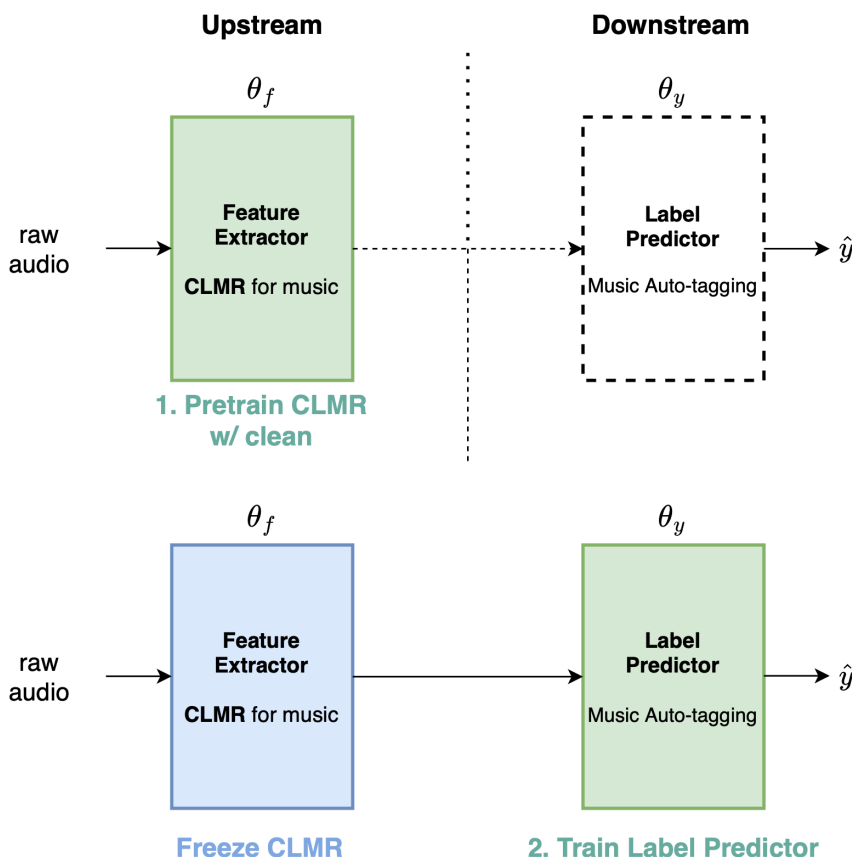 Upstream
Downstream
θ_f
θ_y
raw
audio
Feature
Extractor
CLMR for music
Label
Predictor
Music Auto-tagging
ŷ
1. Pretrain CLMR
w/ clean
θ_f
θ_y
raw
audio
Feature
Extractor
CLMR for music
Label
Predictor
Music Auto-tagging
ŷ
Freeze CLMR
2. Train Label Predictor